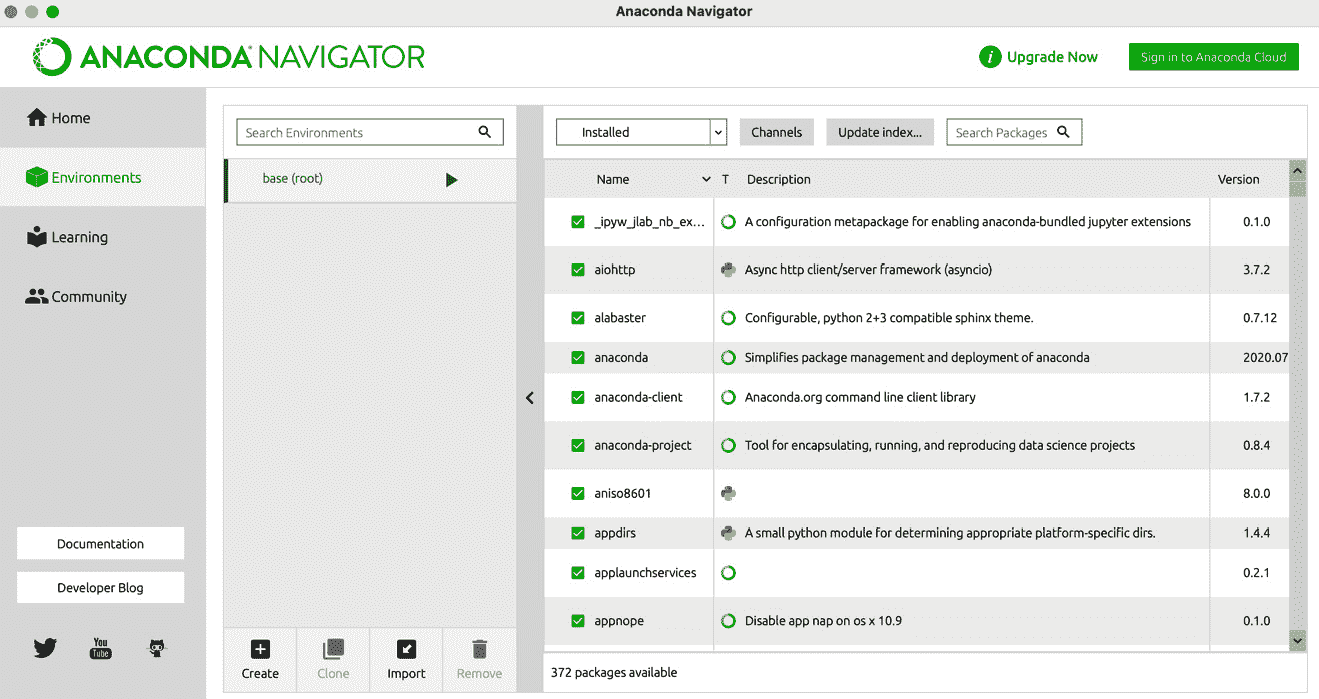 Anaconda Navigator
ANACONDA NAVIGATOR
Upgrade Now
Sign in to Anaconda Cloud
Home
Environments
Learning
Community
Documentation
Developer Blog
You Tube
Search Environments
base (root)
Create
Clone
Import
Remove
Installed
Channels
Update index...
Search Packages
Name T Description Version
_ipyw_jlab_nb_ex... A configuration metapackage for enabling anaconda-bundled jupyter extensions 0.1.0
aiohttp Async http client/server framework (asyncio) 3.7.2
alabaster Configurable, python 2+3 compatible sphinx theme. 0.7.12
anaconda Simplifies package management and deployment of anaconda 2020.07
anaconda-client Anaconda.org command line client library 1.7.2
anaconda-project Tool for encapsulating, running, and reproducing data science projects 0.8.4
aniso8601 8.0.0
appdirs A small python module for determining appropriate platform-specific dirs. 1.4.4
applaunchservices 0.2.1
appnope Disable app nap on os x 10.9 0.1.0
372 packages available